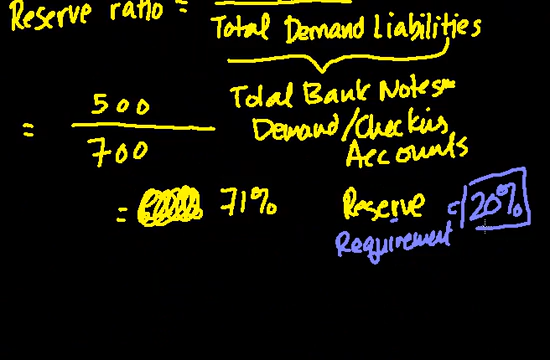 Reserve ratio =
Total Demand Liabilities
Total Bank Notes
Demand/Checking
Accounts
= 500
700
= 71%
Reserve = 20%
Requirement